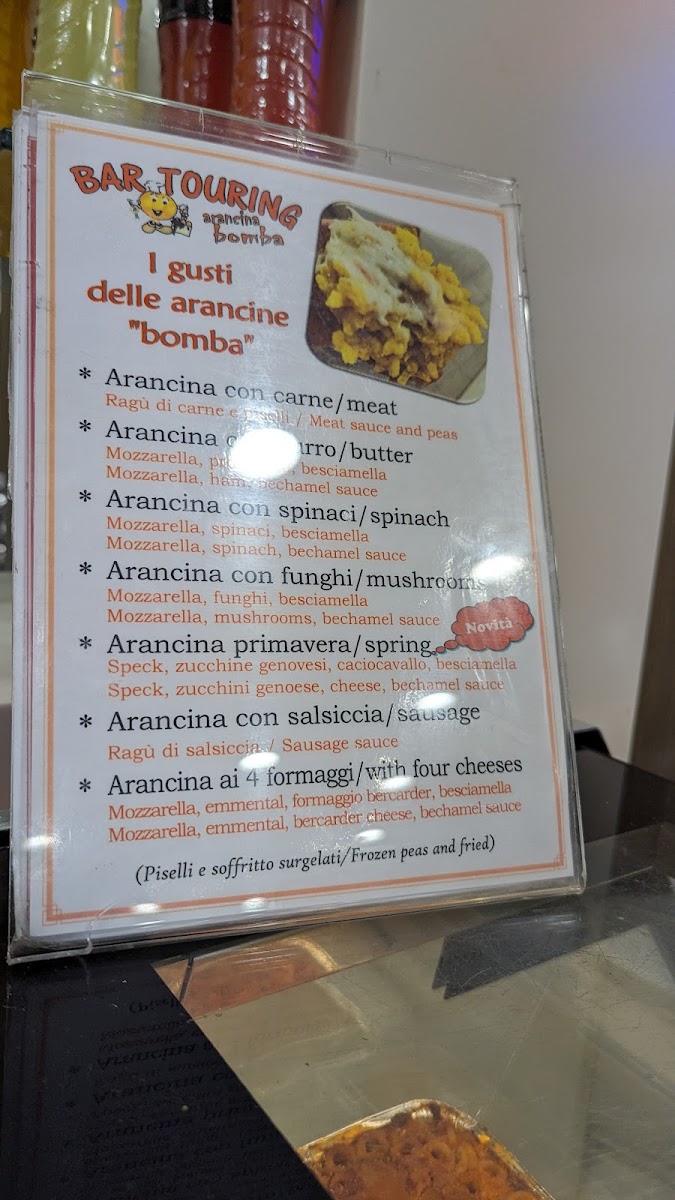 BAR TOURING
arancina
bomba
I gusti
delle arancine
"bomba"
* Arancina con carne/meat
Ragù di carne e piselli / Meat sauce and peas
* Arancina /butter
Mozzarella, besciamella
Mozzarella, ham, bechamel sauce
* Arancina con spinaci/spinach
Mozzarella, spinaci, besciamella
Mozzarella, spinach, bechamel sauce
* Arancina con funghi/mushrooms
Mozzarella, funghi, besciamella
Mozzarella, mushrooms, bechamel sauce
* Arancina primavera/spring
Novità
Speck, zucchine genovesi, caciocavallo, besciamella
Speck, zucchini genoese, cheese, bechamel sauce
* Arancina con salsiccia/sausage
Ragù di salsiccia / Sausage sauce
* Arancina ai 4 formaggi/with four cheeses
Mozzarella, emmental, formaggio bercarder, besciamella
Mozzarella, emmental, bercarder cheese, bechamel sauce
(Piselli e soffritto surgelati/Frozen peas and fried)